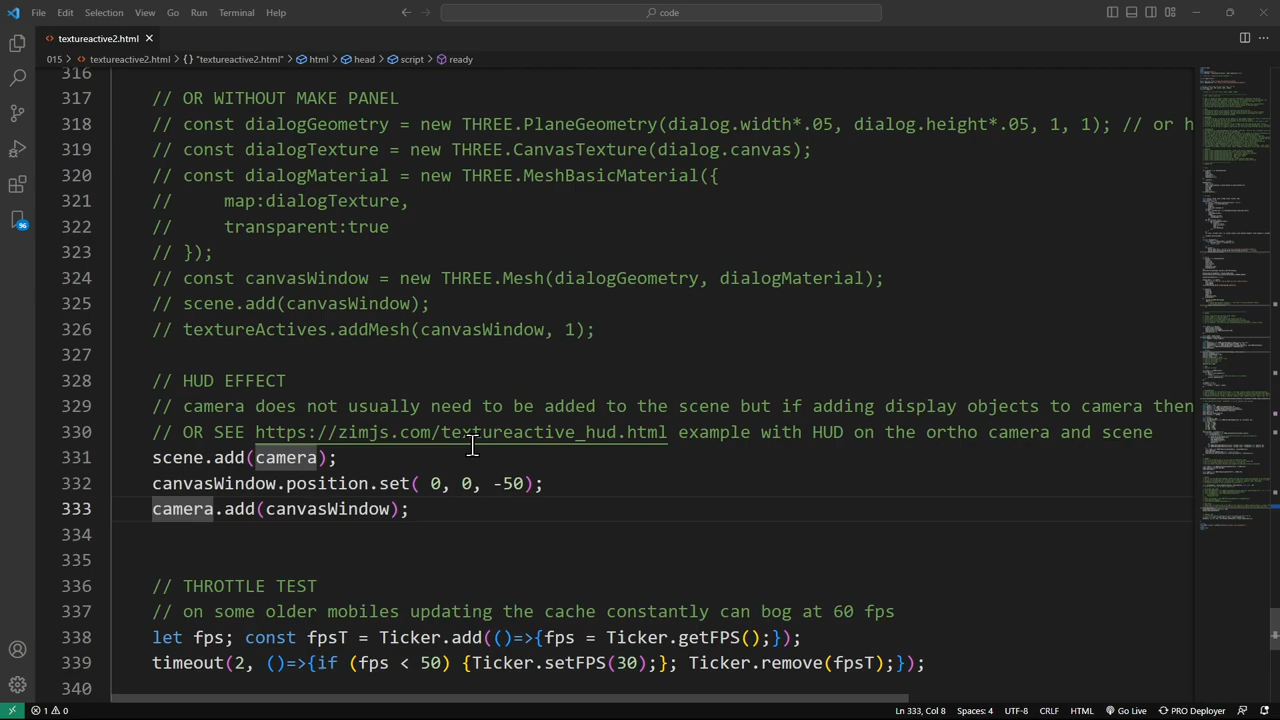 File Edit Selection View Go Run Terminal Help
code
textureactive2.html
015 > textureactive2.html > {} "textureactive2.html" > html > head > script > ready
316
317 // OR WITHOUT MAKE PANEL
318 // const dialogGeometry = new THREE.PlaneGeometry(dialog.width*.05, dialog.height*.05, 1, 1); // or h
319 // const dialogTexture = new THREE.CanvasTexture(dialog.canvas);
320 // const dialogMaterial = new THREE.MeshBasicMaterial({
321 //     map:dialogTexture,
322 //     transparent:true
323 // });
324 // const canvasWindow = new THREE.Mesh(dialogGeometry, dialogMaterial);
325 // scene.add(canvasWindow);
326 // textureActives.addMesh(canvasWindow, 1);
327
328 // HUD EFFECT
329 // camera does not usually need to be added to the scene but if adding display objects to camera then
330 // OR SEE https://zimjs.com/textureactive_hud.html example with HUD on the ortho camera and scene
331 scene.add(camera);
332 canvasWindow.position.set( 0, 0, -50);
333 camera.add(canvasWindow);
334
335
336 // THROTTLE TEST
337 // on some older mobiles updating the cache constantly can bog at 60 fps
338 let fps; const fpsT = Ticker.add(()=>{fps = Ticker.getFPS();});
339 timeout(2, ()=>{if (fps < 50) {Ticker.setFPS(30);}; Ticker.remove(fpsT);});
340
96
1 0 Ln 333, Col 8 Spaces: 4 UTF-8 CRLF HTML Go Live PRO Deployer